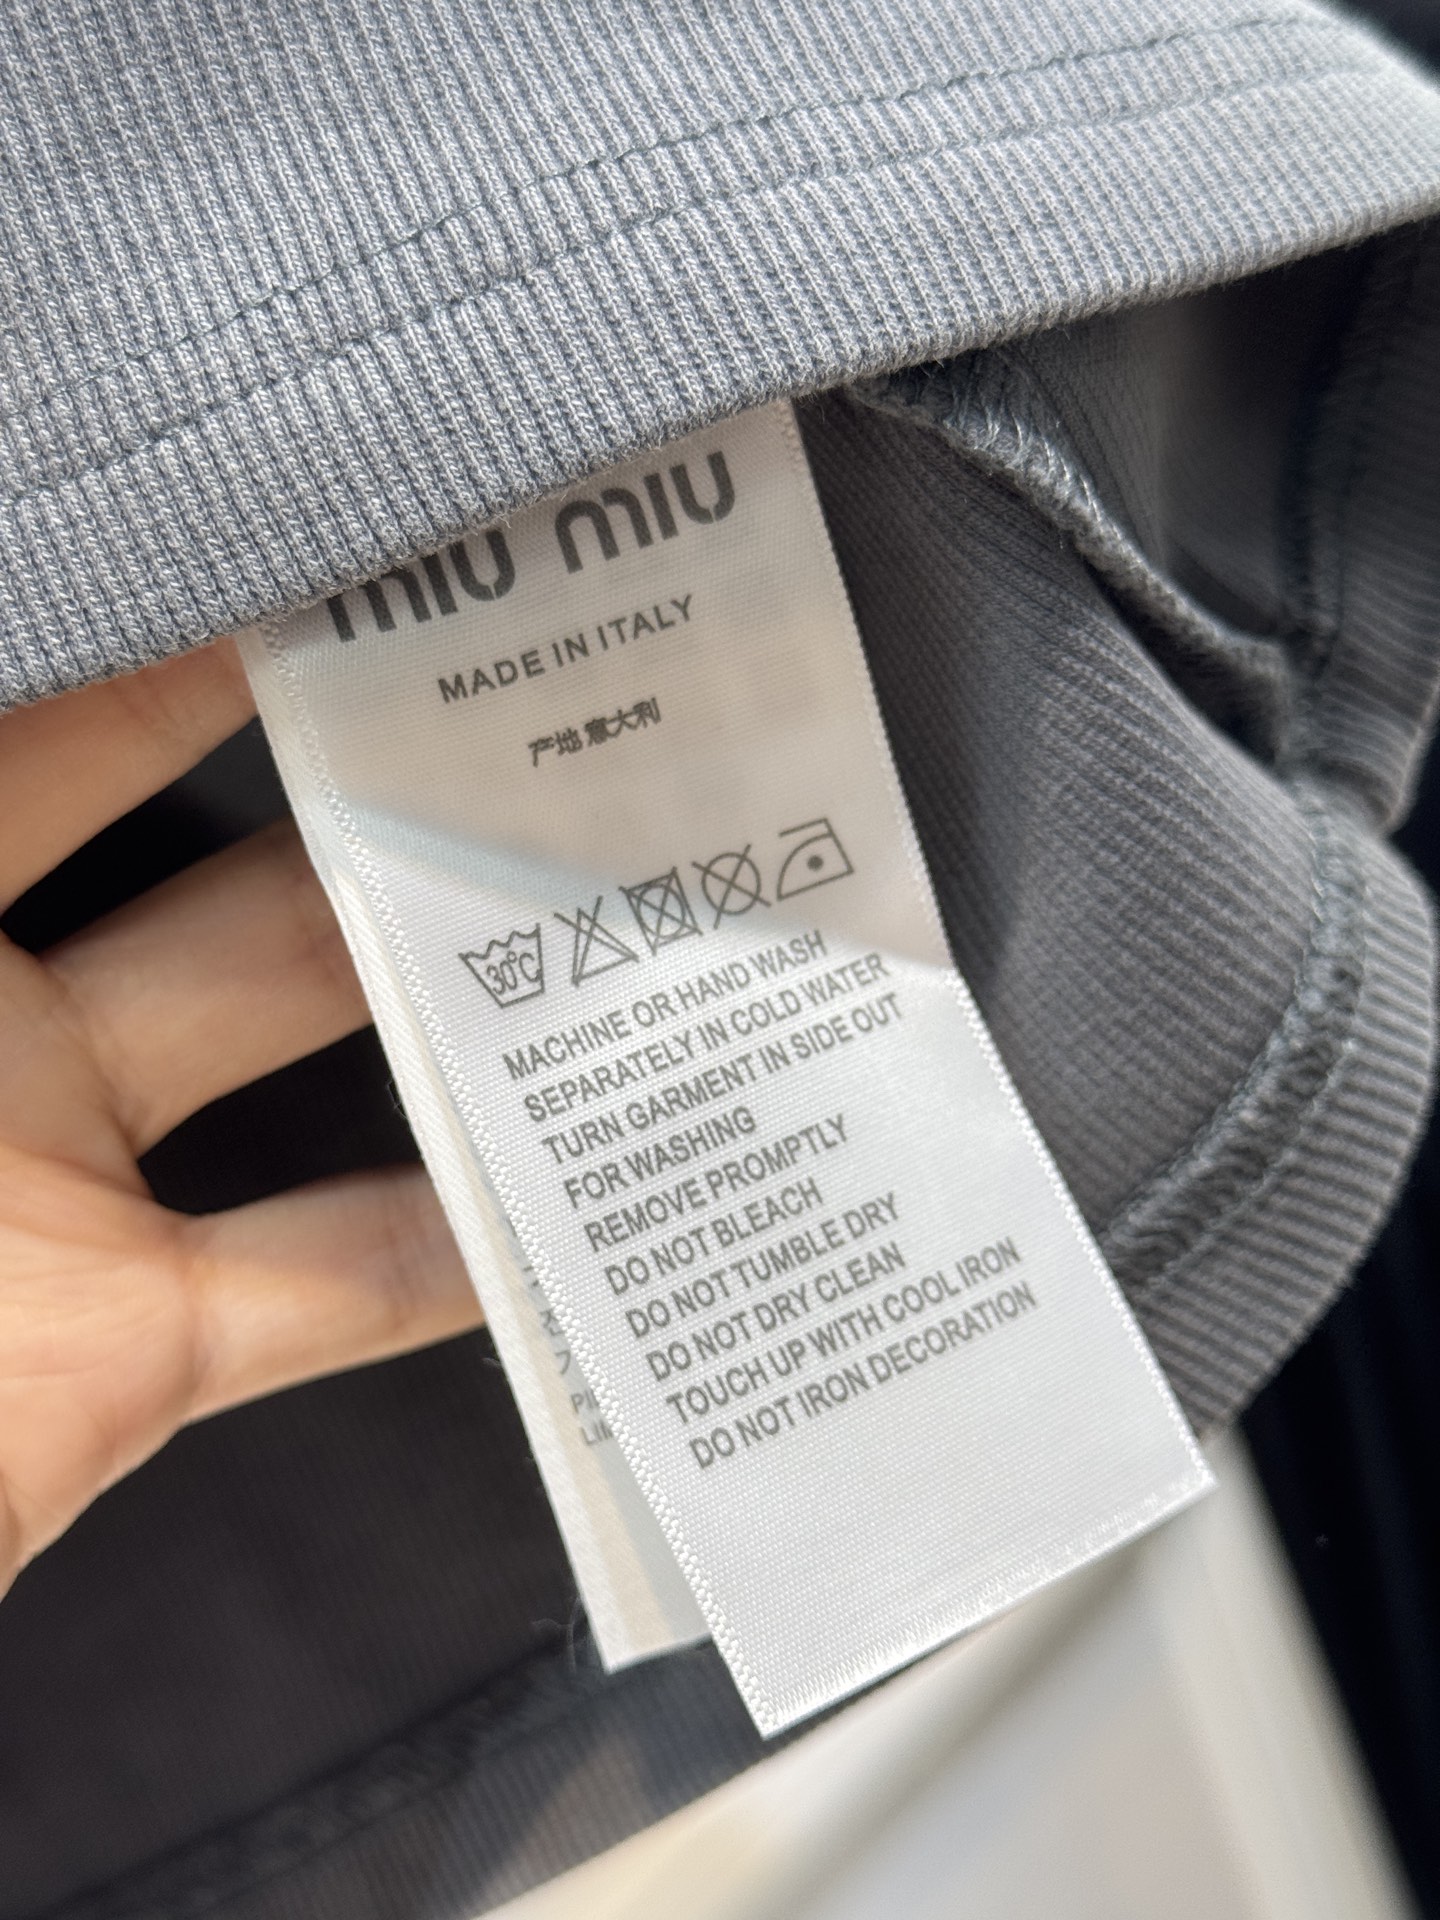 miu miu
MADE IN ITALY
产地 意大利
30°C
MACHINE OR HAND WASH
SEPARATELY IN COLD WATER
TURN GARMENT IN SIDE OUT
FOR WASHING
REMOVE PROMPTLY
DO NOT BLEACH
DO NOT TUMBLE DRY
DO NOT DRY CLEAN
TOUCH UP WITH COOL IRON
DO NOT IRON DECORATION